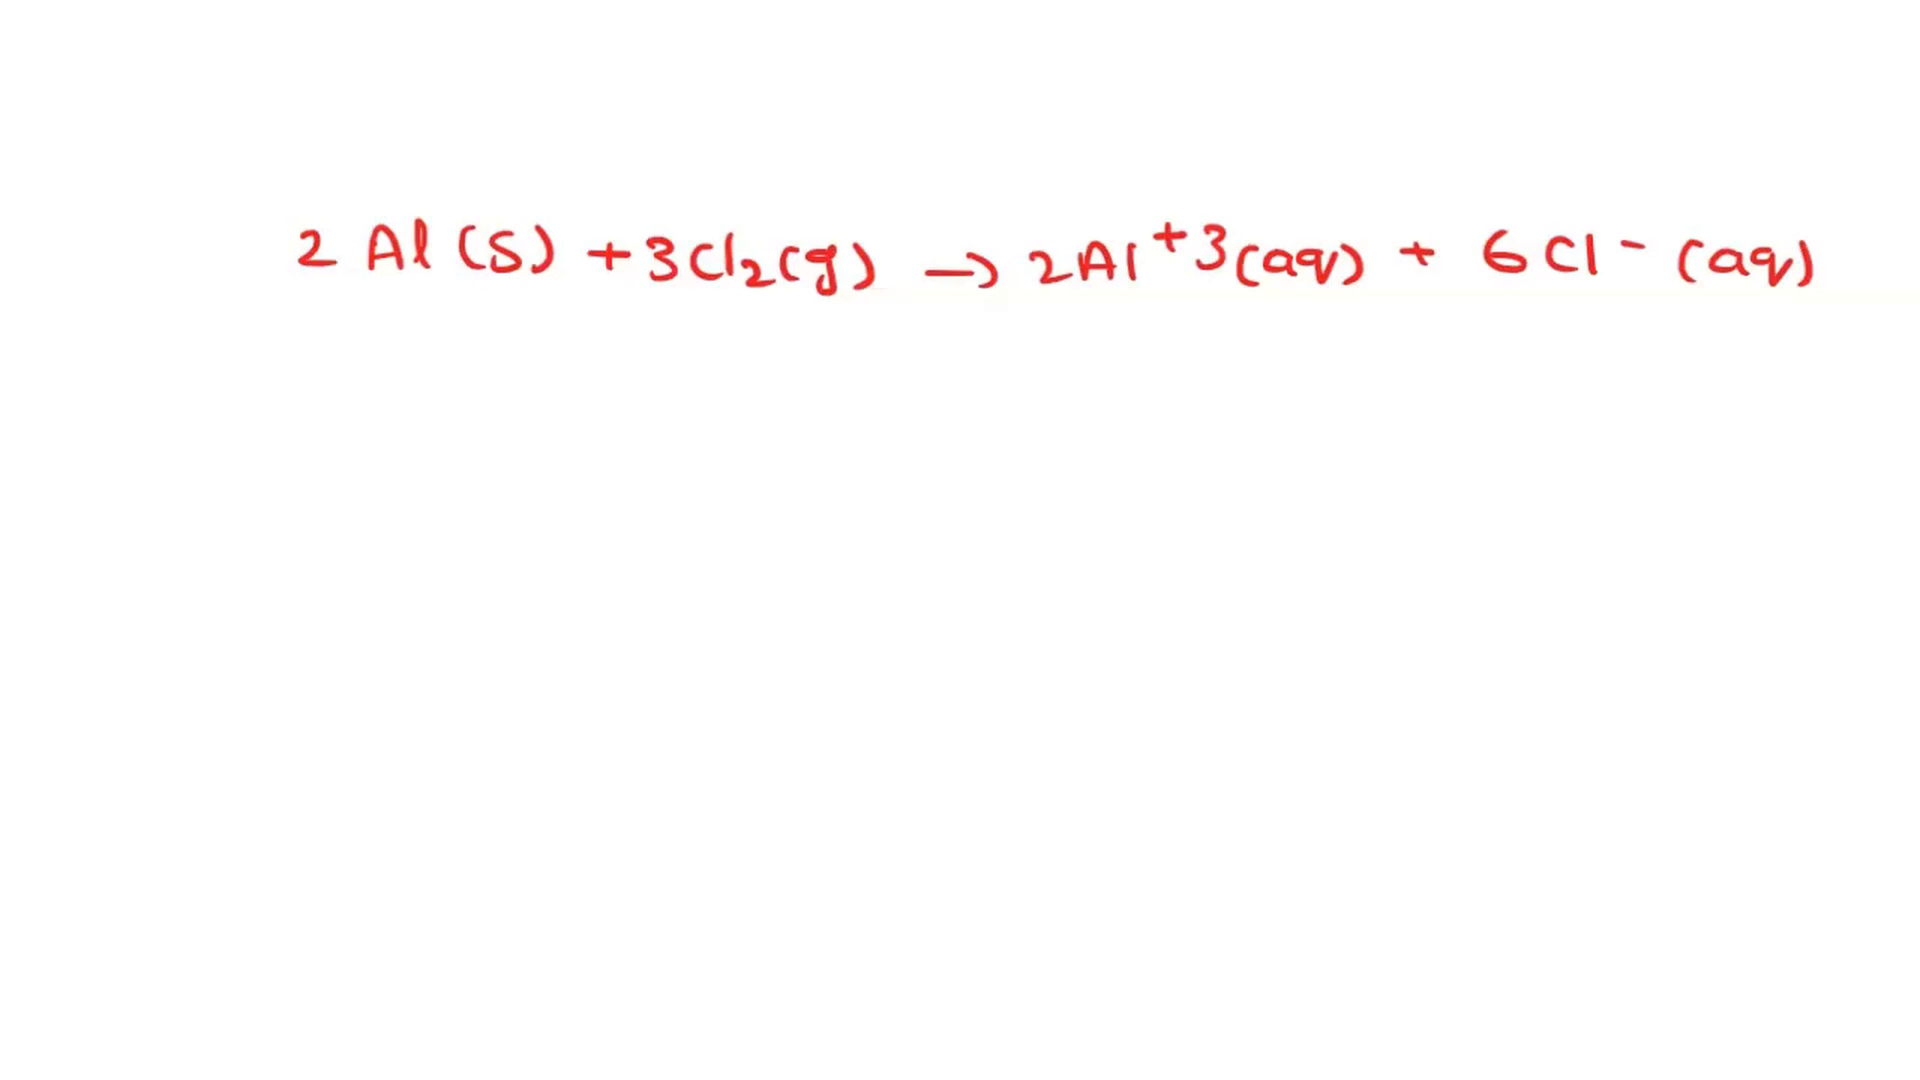 2 Al (s) + 3Cl₂(g) → 2Al⁺³(aq) + 6Cl⁻ (aq)